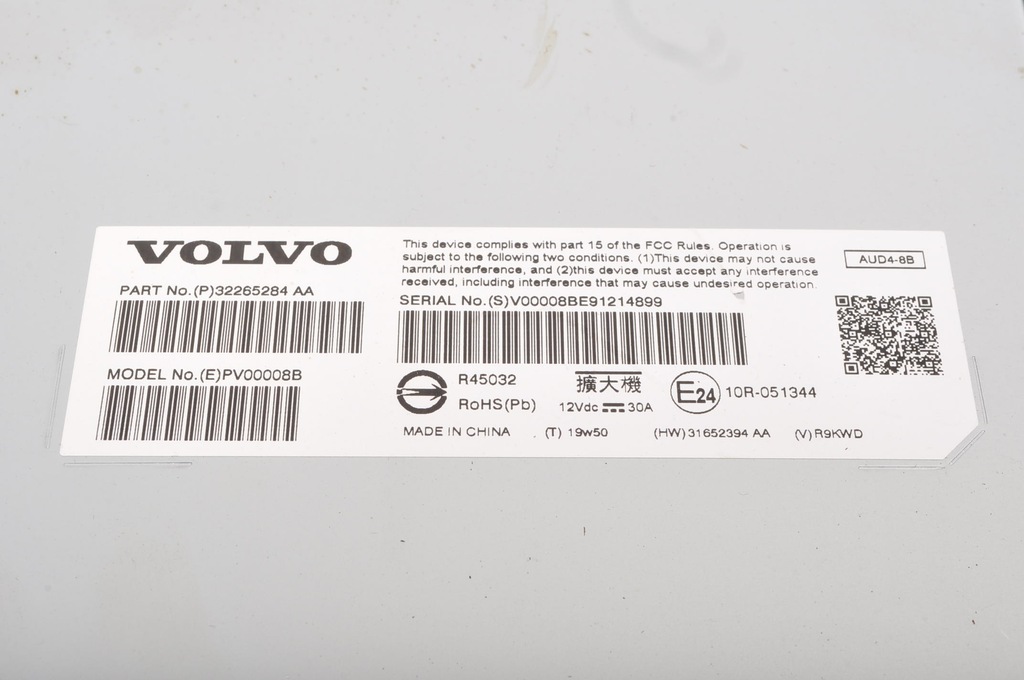 VOLVO
PART No.(P)32265284 AA
MODEL No.(E)PV00008B
This device complies with part 15 of the FCC Rules. Operation is
subject to the following two conditions. (1)This device may not cause
harmful interference, and (2)this device must accept any interference
received, including interference that may cause undesired operation.
SERIAL No.(S)V00008BE91214899
AUD4-8B
R45032
RoHS(Pb)
擴大機
12Vdc 30A
E24
10R-051344
MADE IN CHINA (T) 19w50 (HW)31652394 AA (V)R9KWD